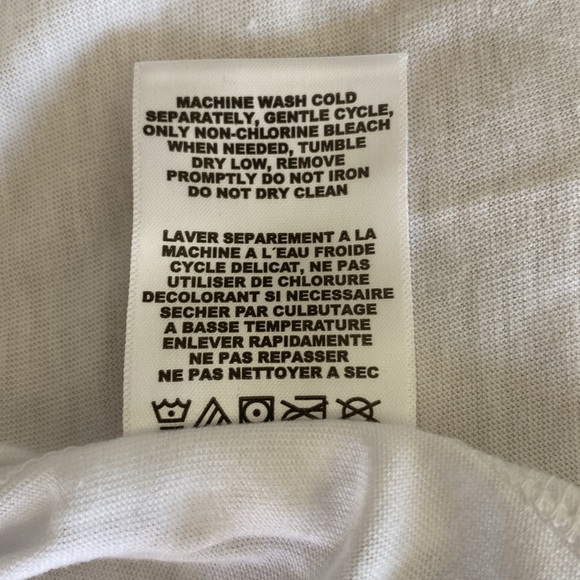 MACHINE WASH COLD
SEPARATELY, GENTLE CYCLE,
ONLY NON-CHLORINE BLEACH
WHEN NEEDED, TUMBLE
DRY LOW, REMOVE
PROMPTLY DO NOT IRON
DO NOT DRY CLEAN
LAVER SEPAREMENT A LA
MACHINE A L´EAU FROIDE
CYCLE DELICAT, NE PAS
UTILISER DE CHLORURE
DECOLORANT SI NECESSAIRE
SECHER PAR CULBUTAGE
A BASSE TEMPERATURE
ENLEVER RAPIDAMENTE
NE PAS REPASSER
NE PAS NETTOYER A SEC